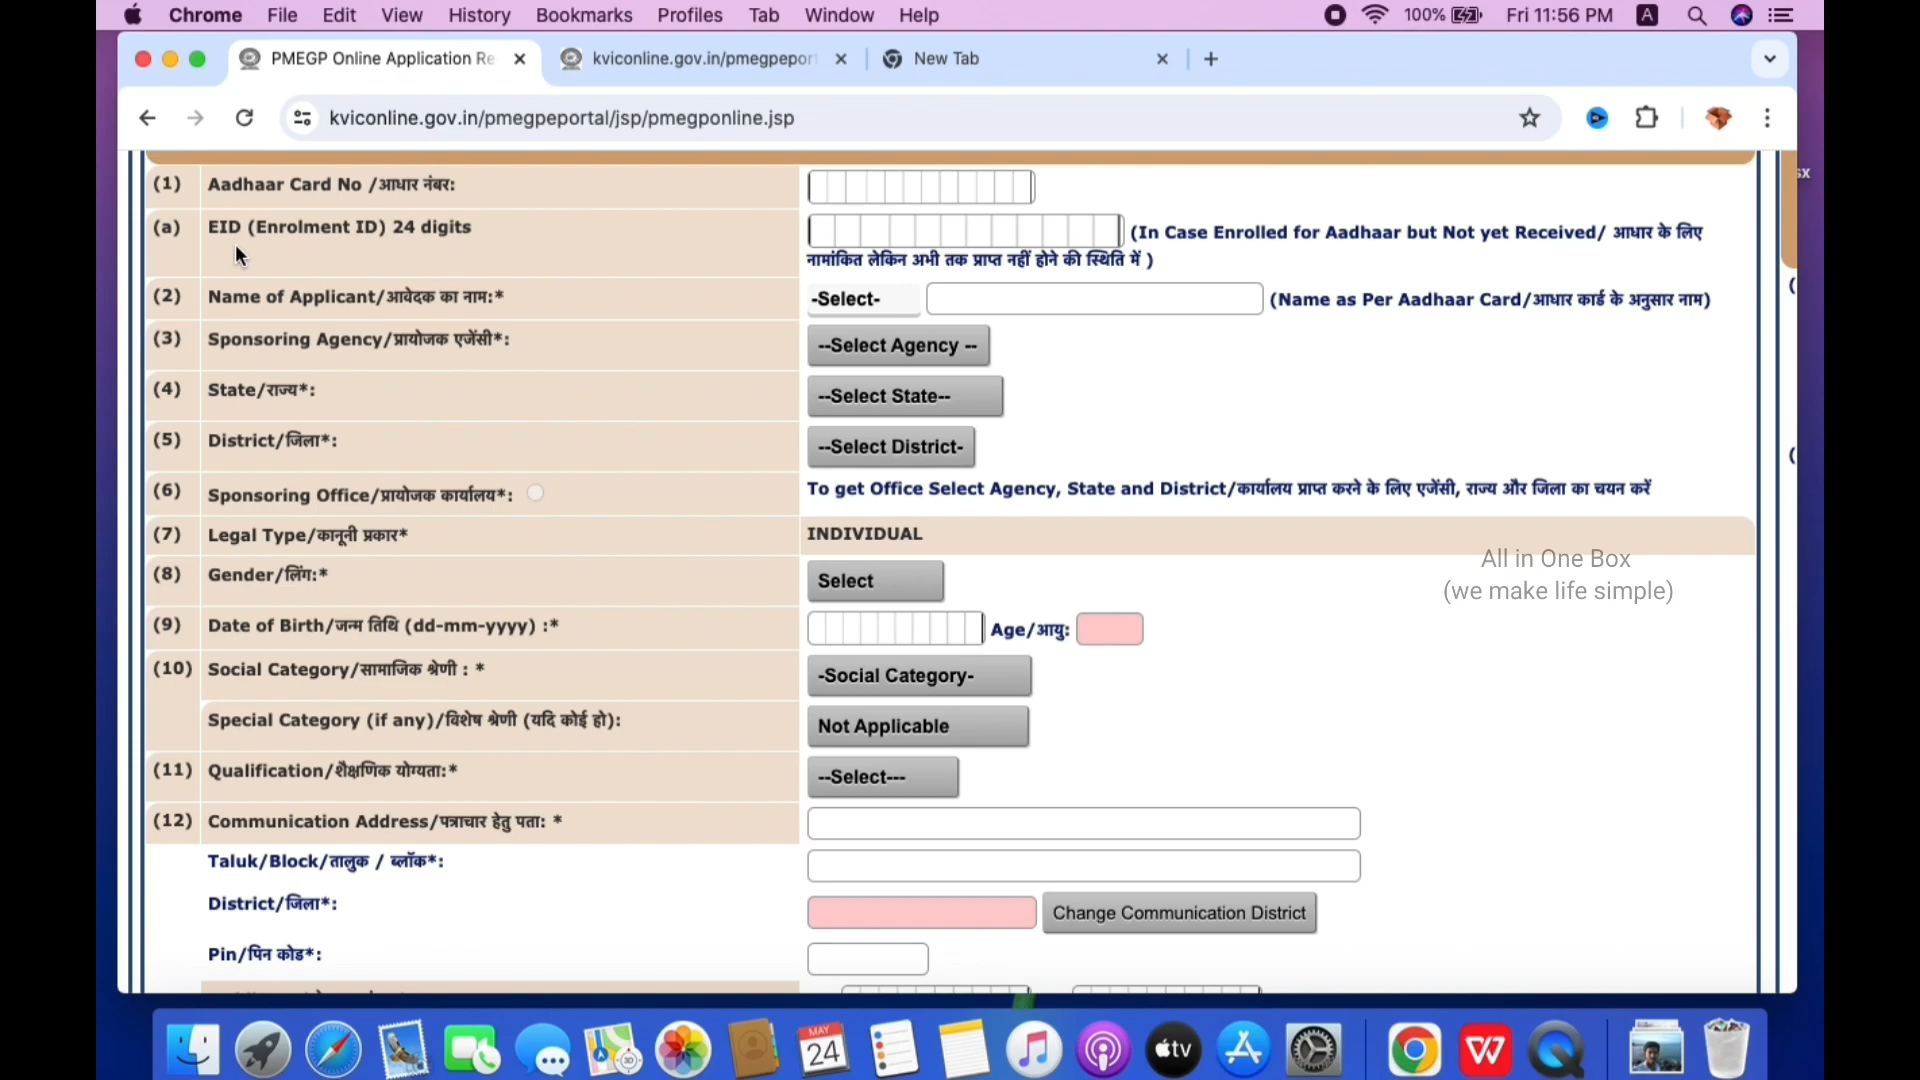 Chrome File Edit View History Bookmarks Profiles Tab Window Help 100% Fri 11:56 PM A
PMEGP Online Application Re kviconline.gov.in/pmegpepor New Tab
kviconline.gov.in/pmegpeportal/jsp/pmegponline.jsp
sx
(1) Aadhaar Card No /आधार नंबर:
(a) EID (Enrolment ID) 24 digits (In Case Enrolled for Aadhaar but Not yet Received/ आधार के लिए
नामांकित लेकिन अभी तक प्राप्त नहीं होने की स्थिति में )
(2) Name of Applicant/आवेदक का नाम:* -Select- (Name as Per Aadhaar Card/आधार कार्ड के अनुसार नाम)
(3) Sponsoring Agency/प्रायोजक एजेंसी*: --Select Agency --
(4) State/राज्य*: --Select State--
(5) District/जिला*: --Select District-
(6) Sponsoring Office/प्रायोजक कार्यालय*: To get Office Select Agency, State and District/कार्यालय प्राप्त करने के लिए एजेंसी, राज्य और जिला का चयन करें
(7) Legal Type/कानूनी प्रकार* INDIVIDUAL
All in One Box
(we make life simple)
(8) Gender/लिंग:* Select
(9) Date of Birth/जन्म तिथि (dd-mm-yyyy) :* Age/आयु:
(10) Social Category/सामाजिक श्रेणी : * -Social Category-
Special Category (if any)/विशेष श्रेणी (यदि कोई हो): Not Applicable
(11) Qualification/शैक्षणिक योग्यता:* --Select---
(12) Communication Address/पत्राचार हेतु पता: *
Taluk/Block/तालुक / ब्लॉक*:
District/जिला*: Change Communication District
Pin/पिन कोड*:
MAY
24
3D
tv
W